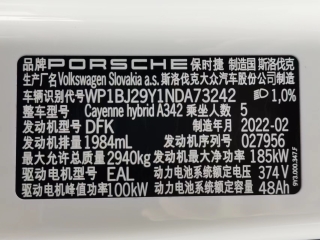 品牌 PORSCHE 保时捷 制造国 斯洛伐克
生产厂名 Volkswagen Slovakia a.s. 斯洛伐克大众汽车股份公司
车辆识别代号 WP1BJ29Y1NDA73242 1,0%
整车型号 Cayenne hybrid A342 乘坐人数 5
发动机型号 DFK 制造年月 2022-02
发动机排量 1984mL 发动机号 027956
最大允许总质量 2940kg 发动机最大净功率 185kW
驱动电机型号 EAL 动力电池系统额定电压 374 V
驱动电机峰值功率 100kW 动力电池系统额定容量 48Ah